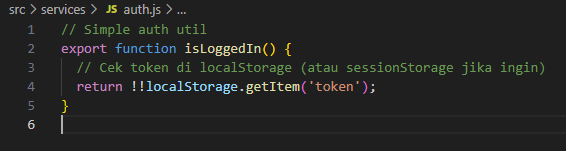 src > services > JS auth.js > ...
1 // Simple auth util
2 export function isLoggedIn() {
3 // Cek token di localStorage (atau sessionStorage jika ingin)
4 return !!localStorage.getItem('token');
5 }
6